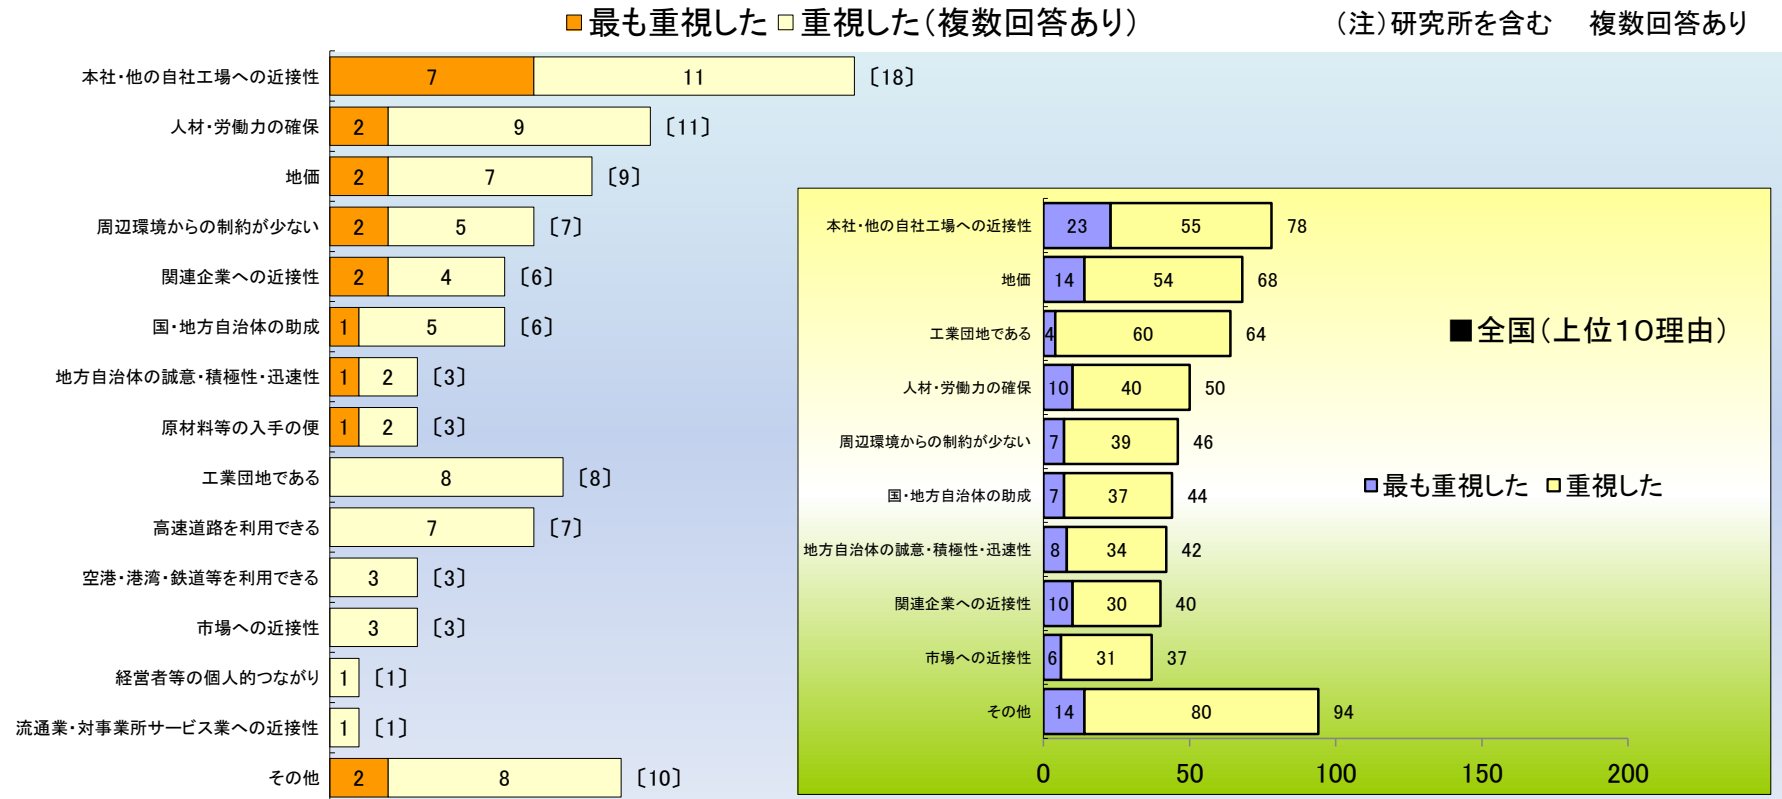 ■最も重視した □重視した(複数回答あり)
(注)研究所を含む 複数回答あり
本社・他の自社工場への近接性 7 11 〔18〕
人材・労働力の確保 2 9 〔11〕
地価 2 7 〔9〕
周辺環境からの制約が少ない 2 5 〔7〕
関連企業への近接性 2 4 〔6〕
国・地方自治体の助成 1 5 〔6〕
地方自治体の誠意・積極性・迅速性 1 2 〔3〕
原材料等の入手の便 1 2 〔3〕
工業団地である 8 〔8〕
高速道路を利用できる 7 〔7〕
空港・港湾・鉄道等を利用できる 3 〔3〕
市場への近接性 3 〔3〕
経営者等の個人的つながり 1 〔1〕
流通業・対事業所サービス業への近接性 1 〔1〕
その他 2 8 〔10〕
本社・他の自社工場への近接性 23 55 78
地価 14 54 68
工業団地である 4 60 64
■全国(上位10理由)
人材・労働力の確保 10 40 50
周辺環境からの制約が少ない 7 39 46
国・地方自治体の助成 7 37 44
□最も重視した □重視した
地方自治体の誠意・積極性・迅速性 8 34 42
関連企業への近接性 10 30 40
市場への近接性 6 31 37
その他 14 80 94
0 50 100 150 200